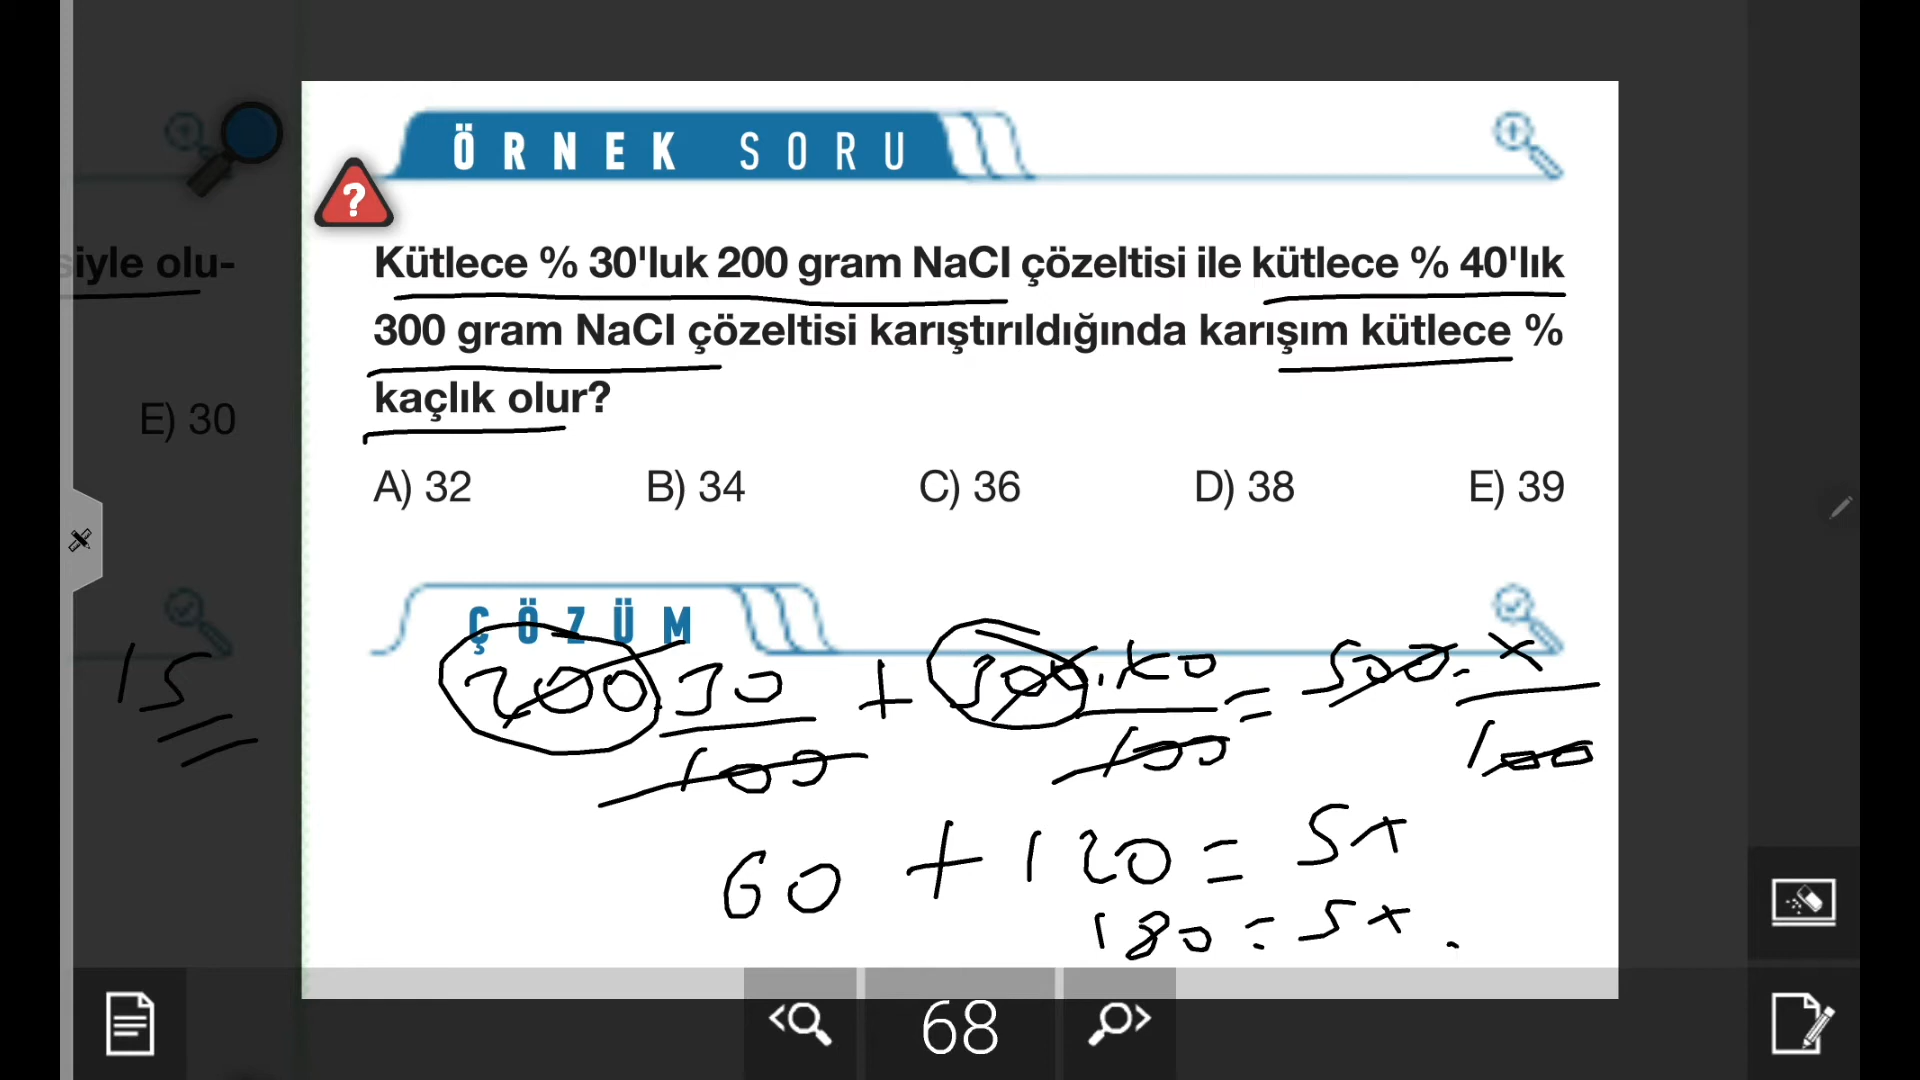 ÖRNEK SORU
?
siyle olu-
Kütlece % 30'luk 200 gram NaCl çözeltisi ile kütlece % 40'lık
300 gram NaCl çözeltisi karıştırıldığında karışım kütlece %
kaçlık olur?
E) 30
A) 32 B) 34 C) 36 D) 38 E) 39
ÇÖZÜM
15
200 . 30 / 100 + 300 . 40 / 100 = 500 . x / 100
60 + 120 = 5x
180 = 5x .
68